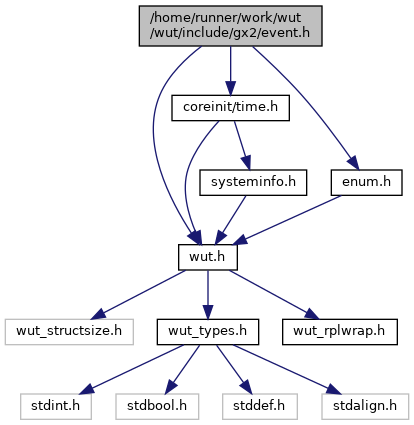 /home/runner/work/wut
/wut/include/gx2/event.h
coreinit/time.h
systeminfo.h
enum.h
wut.h
wut_structsize.h
wut_types.h
wut_rplwrap.h
stdint.h
stdbool.h
stddef.h
stdalign.h